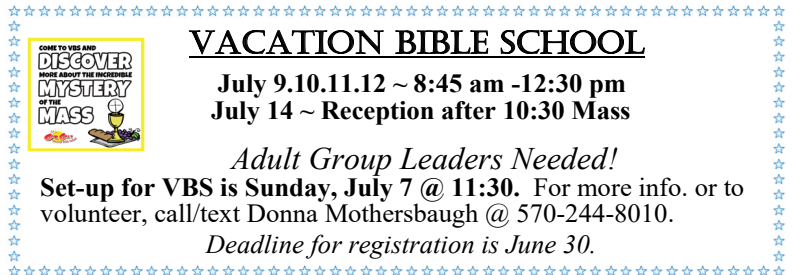 VACATION BIBLE SCHOOL
COME TO VBS AND
DISCOVER
MORE ABOUT THE INCREDIBLE
MYSTERY
OF THE
MASS
July 9.10.11.12 ~ 8:45 am -12:30 pm
July 14 ~ Reception after 10:30 Mass
Adult Group Leaders Needed!
Set-up for VBS is Sunday, July 7 @ 11:30. For more info. or to
volunteer, call/text Donna Mothersbaugh @ 570-244-8010.
Deadline for registration is June 30.